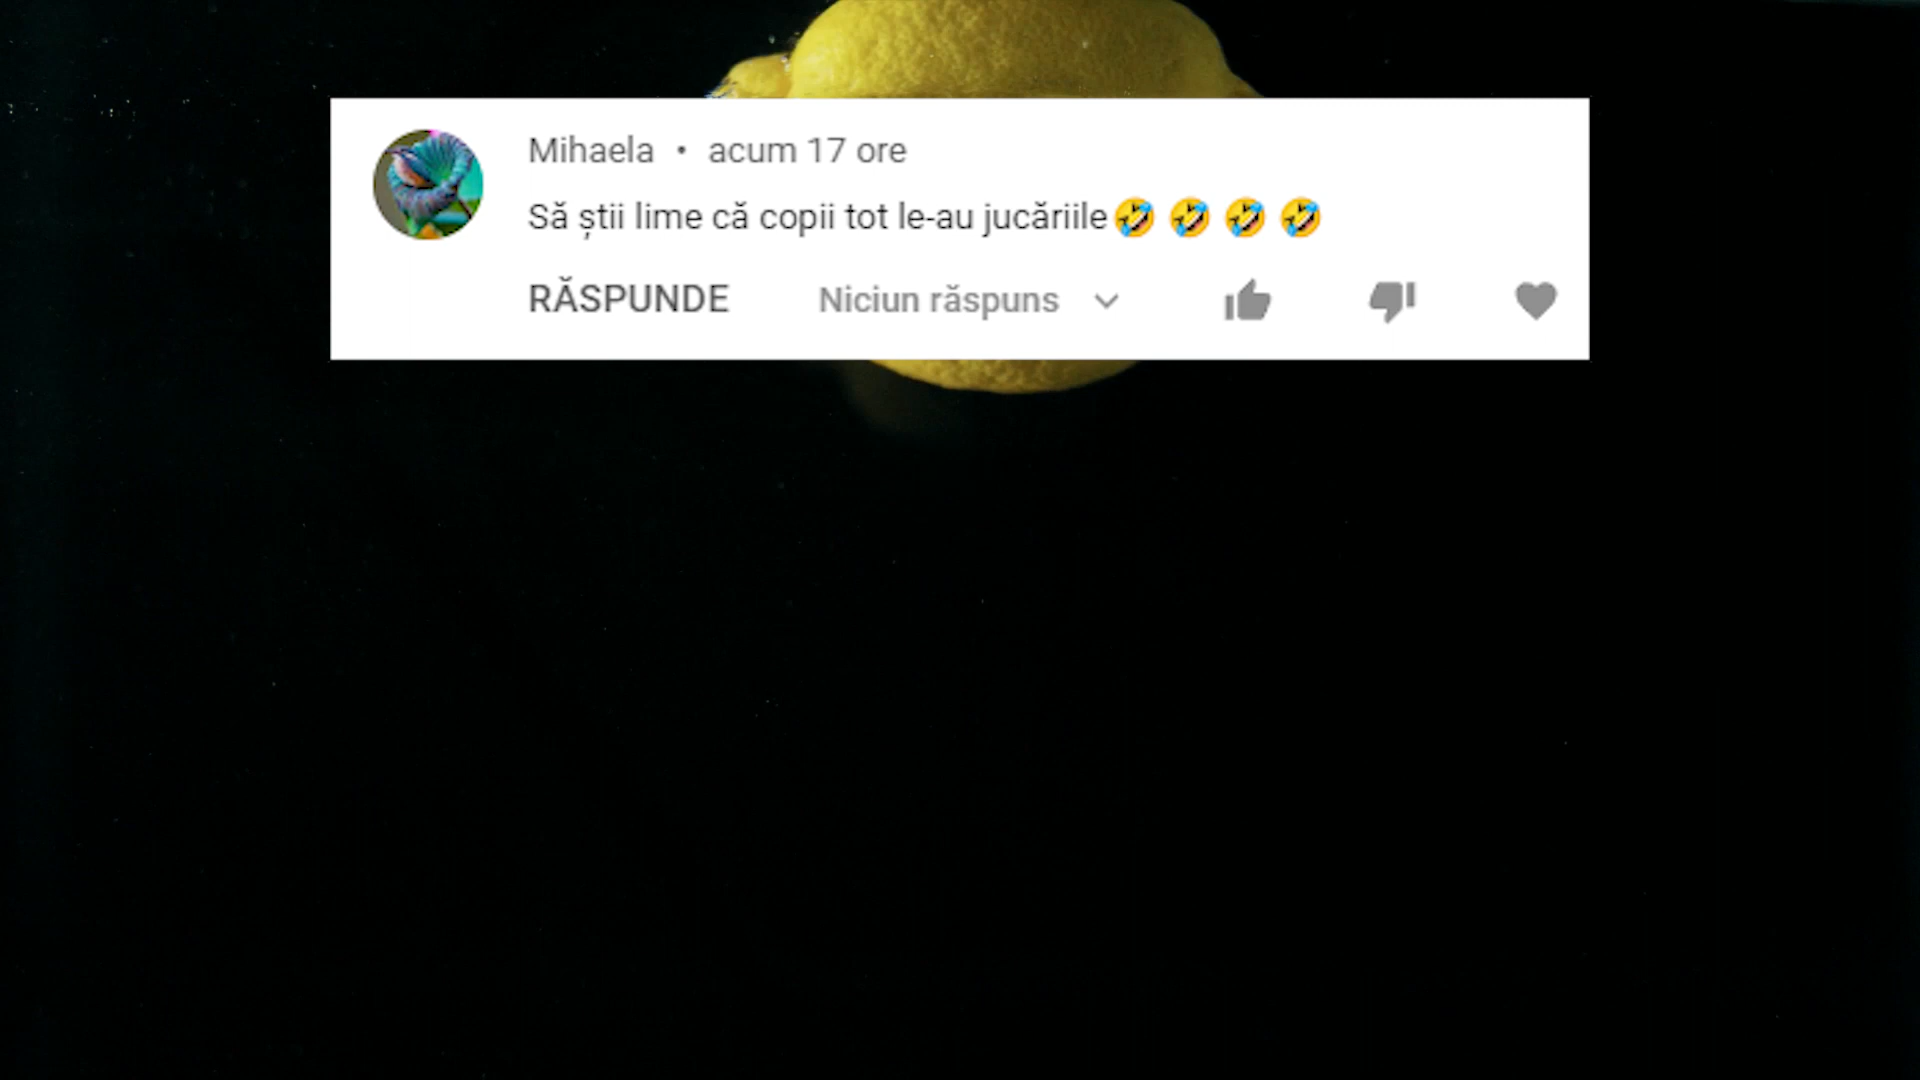 Mihaela • acum 17 ore
Să știi lime că copii tot le-au jucăriile🤣 🤣 🤣 🤣
RĂSPUNDE Niciun răspuns